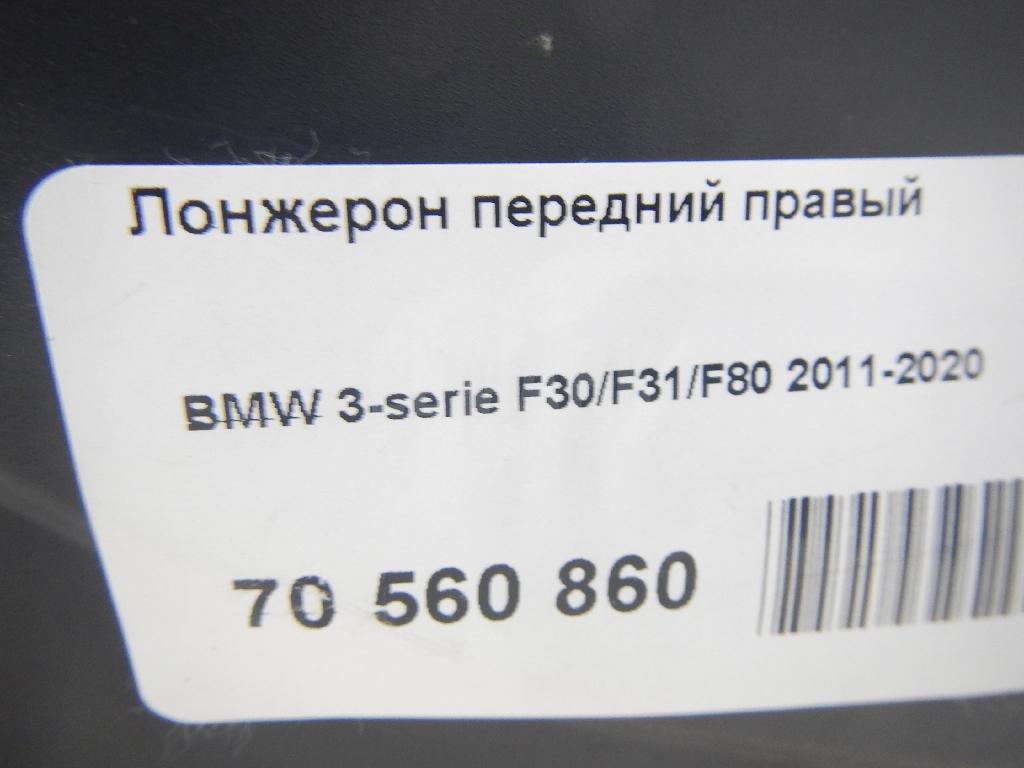 Лонжерон передний правый
BMW 3-serie F30/F31/F80 2011-2020
70 560 860